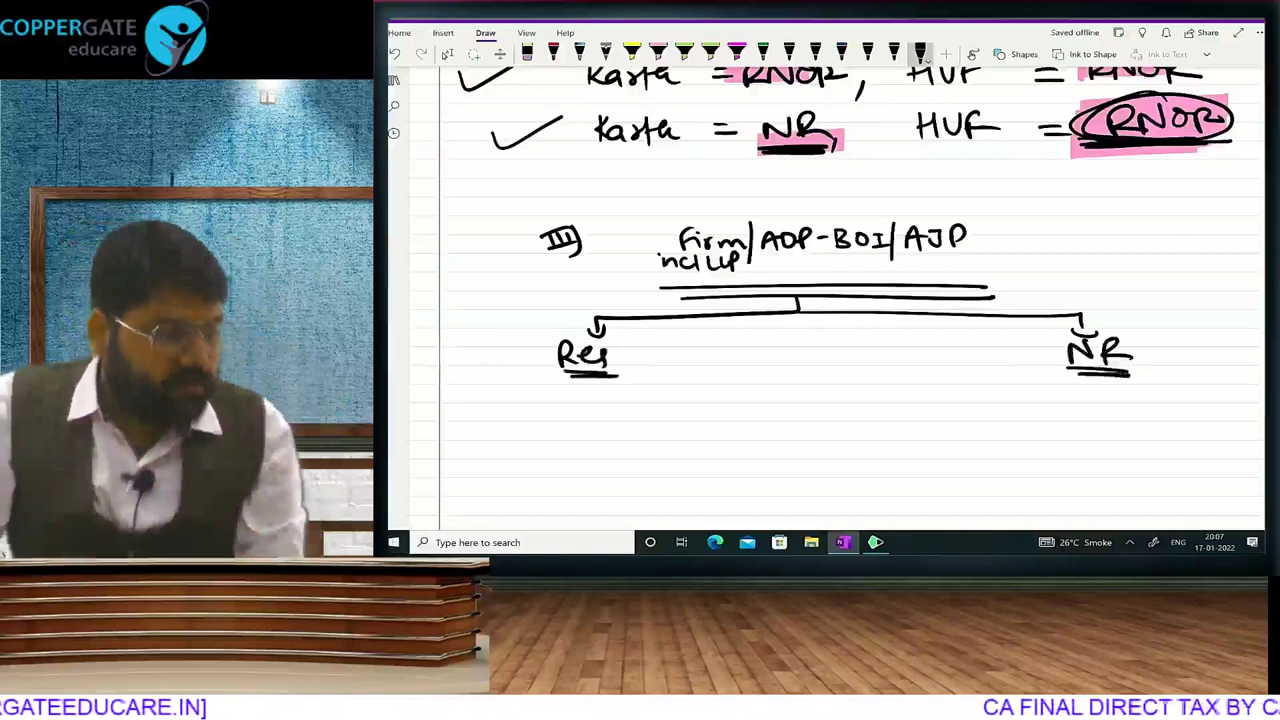 COPPERGATE
educare
Home Insert Draw View Help
Saved offline
Share
Shapes
Ink to Shape
Ink to Text
Karta = RNOR, HUF = RNOR
Karta = NR, HUF = RNOR
III) Firm/AOP-BOI/AJP
incl LLP
Res
NR
Type here to search
26°C Smoke
ENG
20:07
17-01-2022
RGATEEDUCARE.IN]
CA FINAL DIRECT TAX BY CA